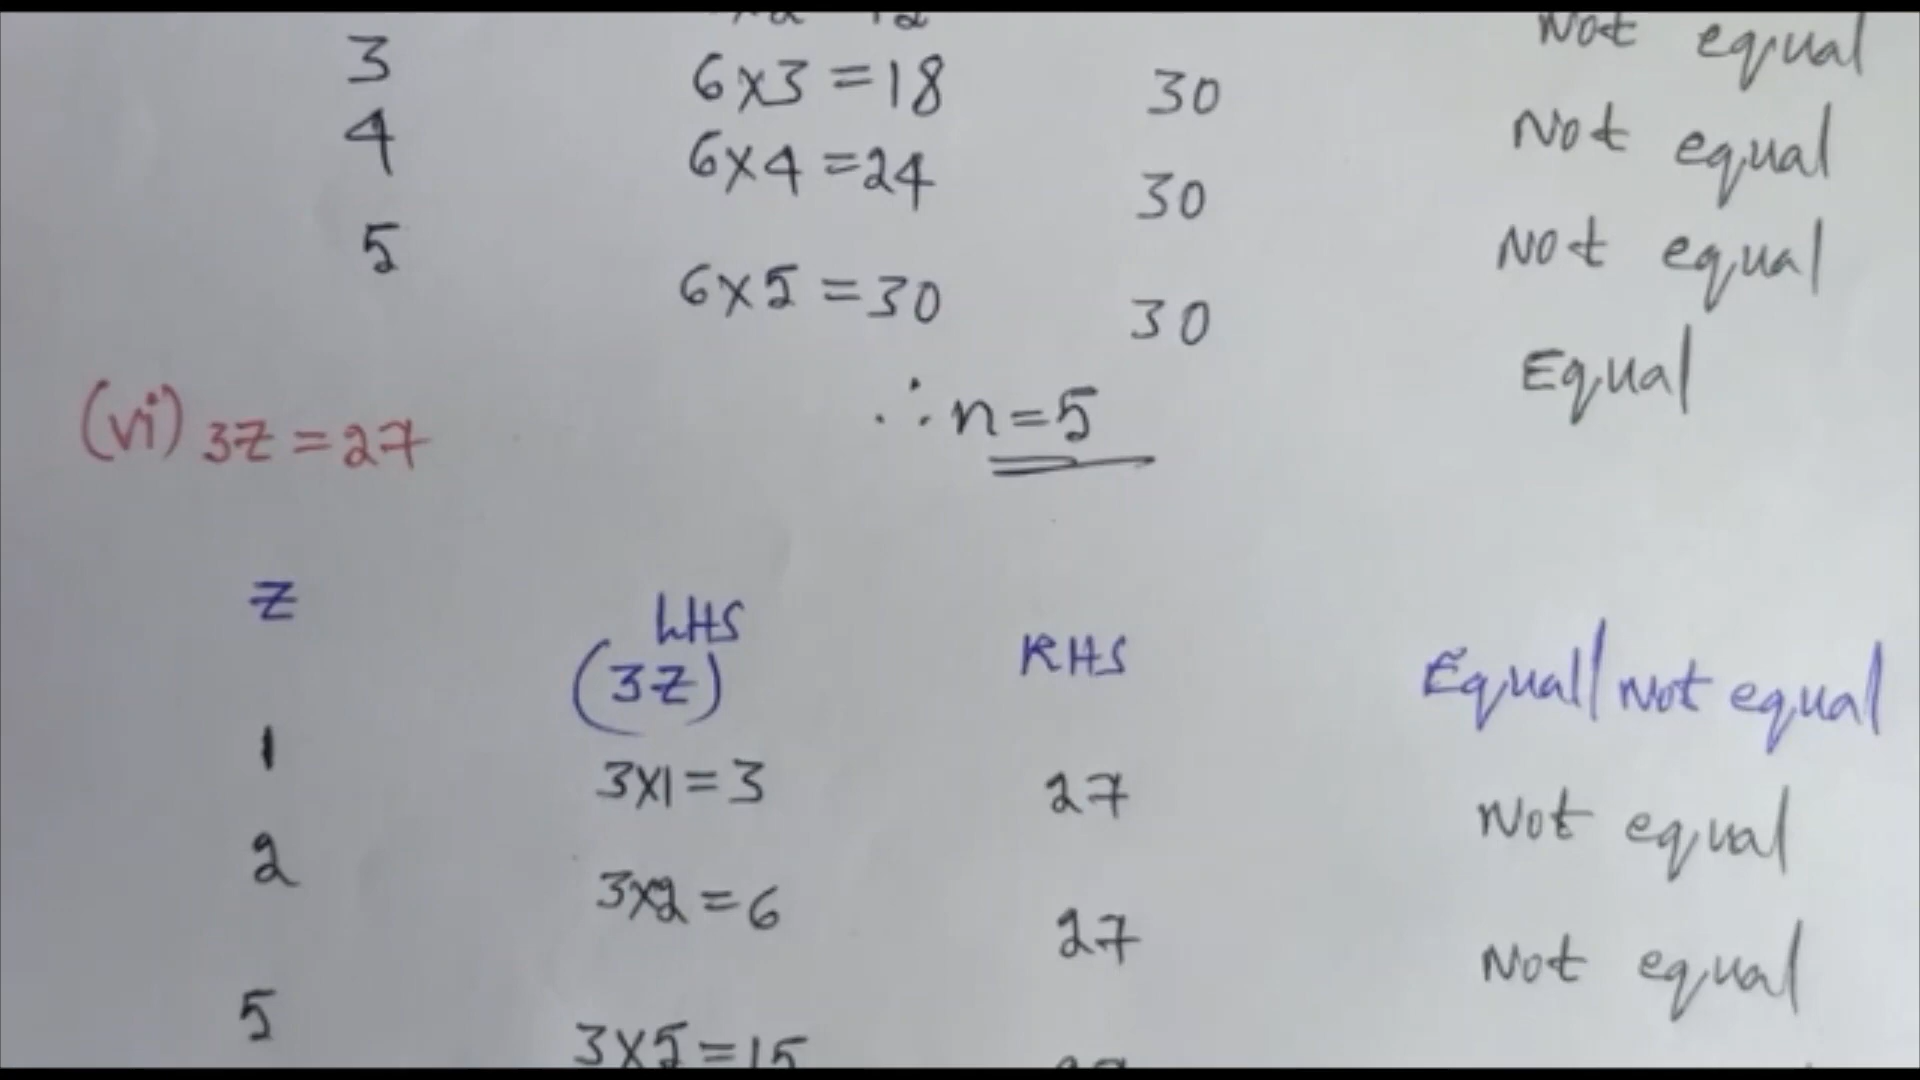 Not equal
3 6×3=18 30 Not equal
4 6×4=24 30 Not equal
5 6×5=30 30 Equal
∴n=5
(vi) 3z=27
z LHS RHS Equal/Not equal
(3z)
1 3×1=3 27 Not equal
2 3×2=6 27 Not equal
5 3×5=15